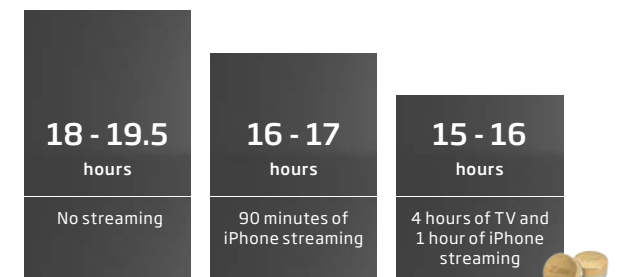 18 - 19.5
hours
No streaming
16 - 17
hours
90 minutes of
iPhone streaming
15 - 16
hours
4 hours of TV and
1 hour of iPhone
streaming